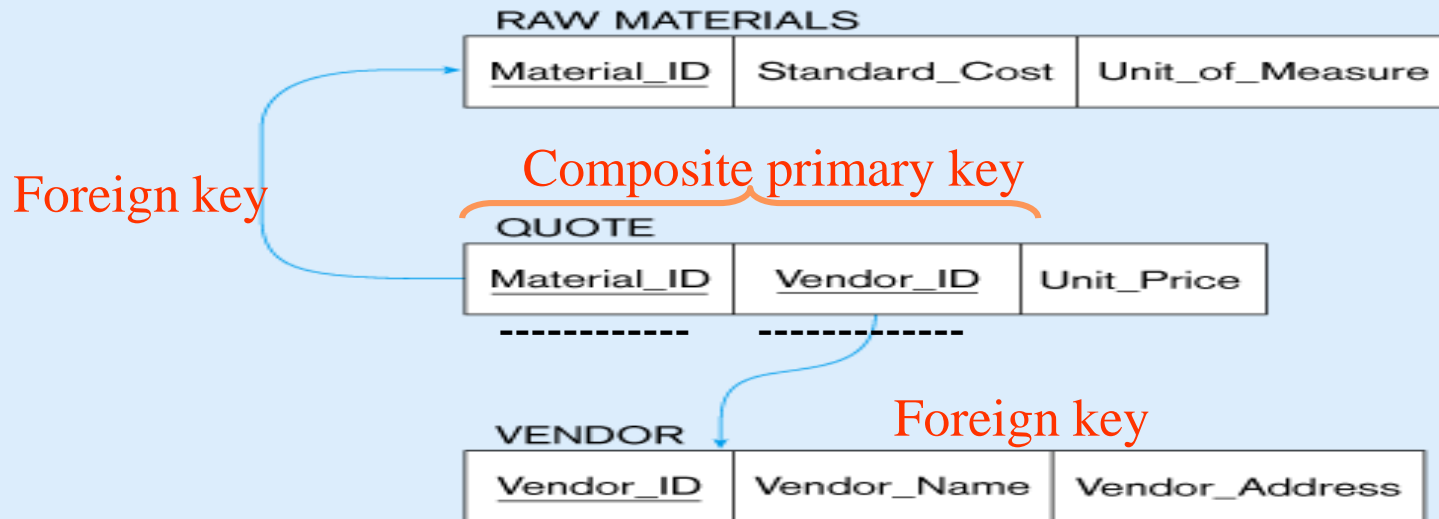 RAW MATERIALS
Material_ID Standard_Cost Unit_of_Measure
Composite primary key
Foreign key
QUOTE
Material_ID Vendor_ID Unit_Price
------------ -------------
Foreign key
VENDOR
Vendor_ID Vendor_Name Vendor_Address